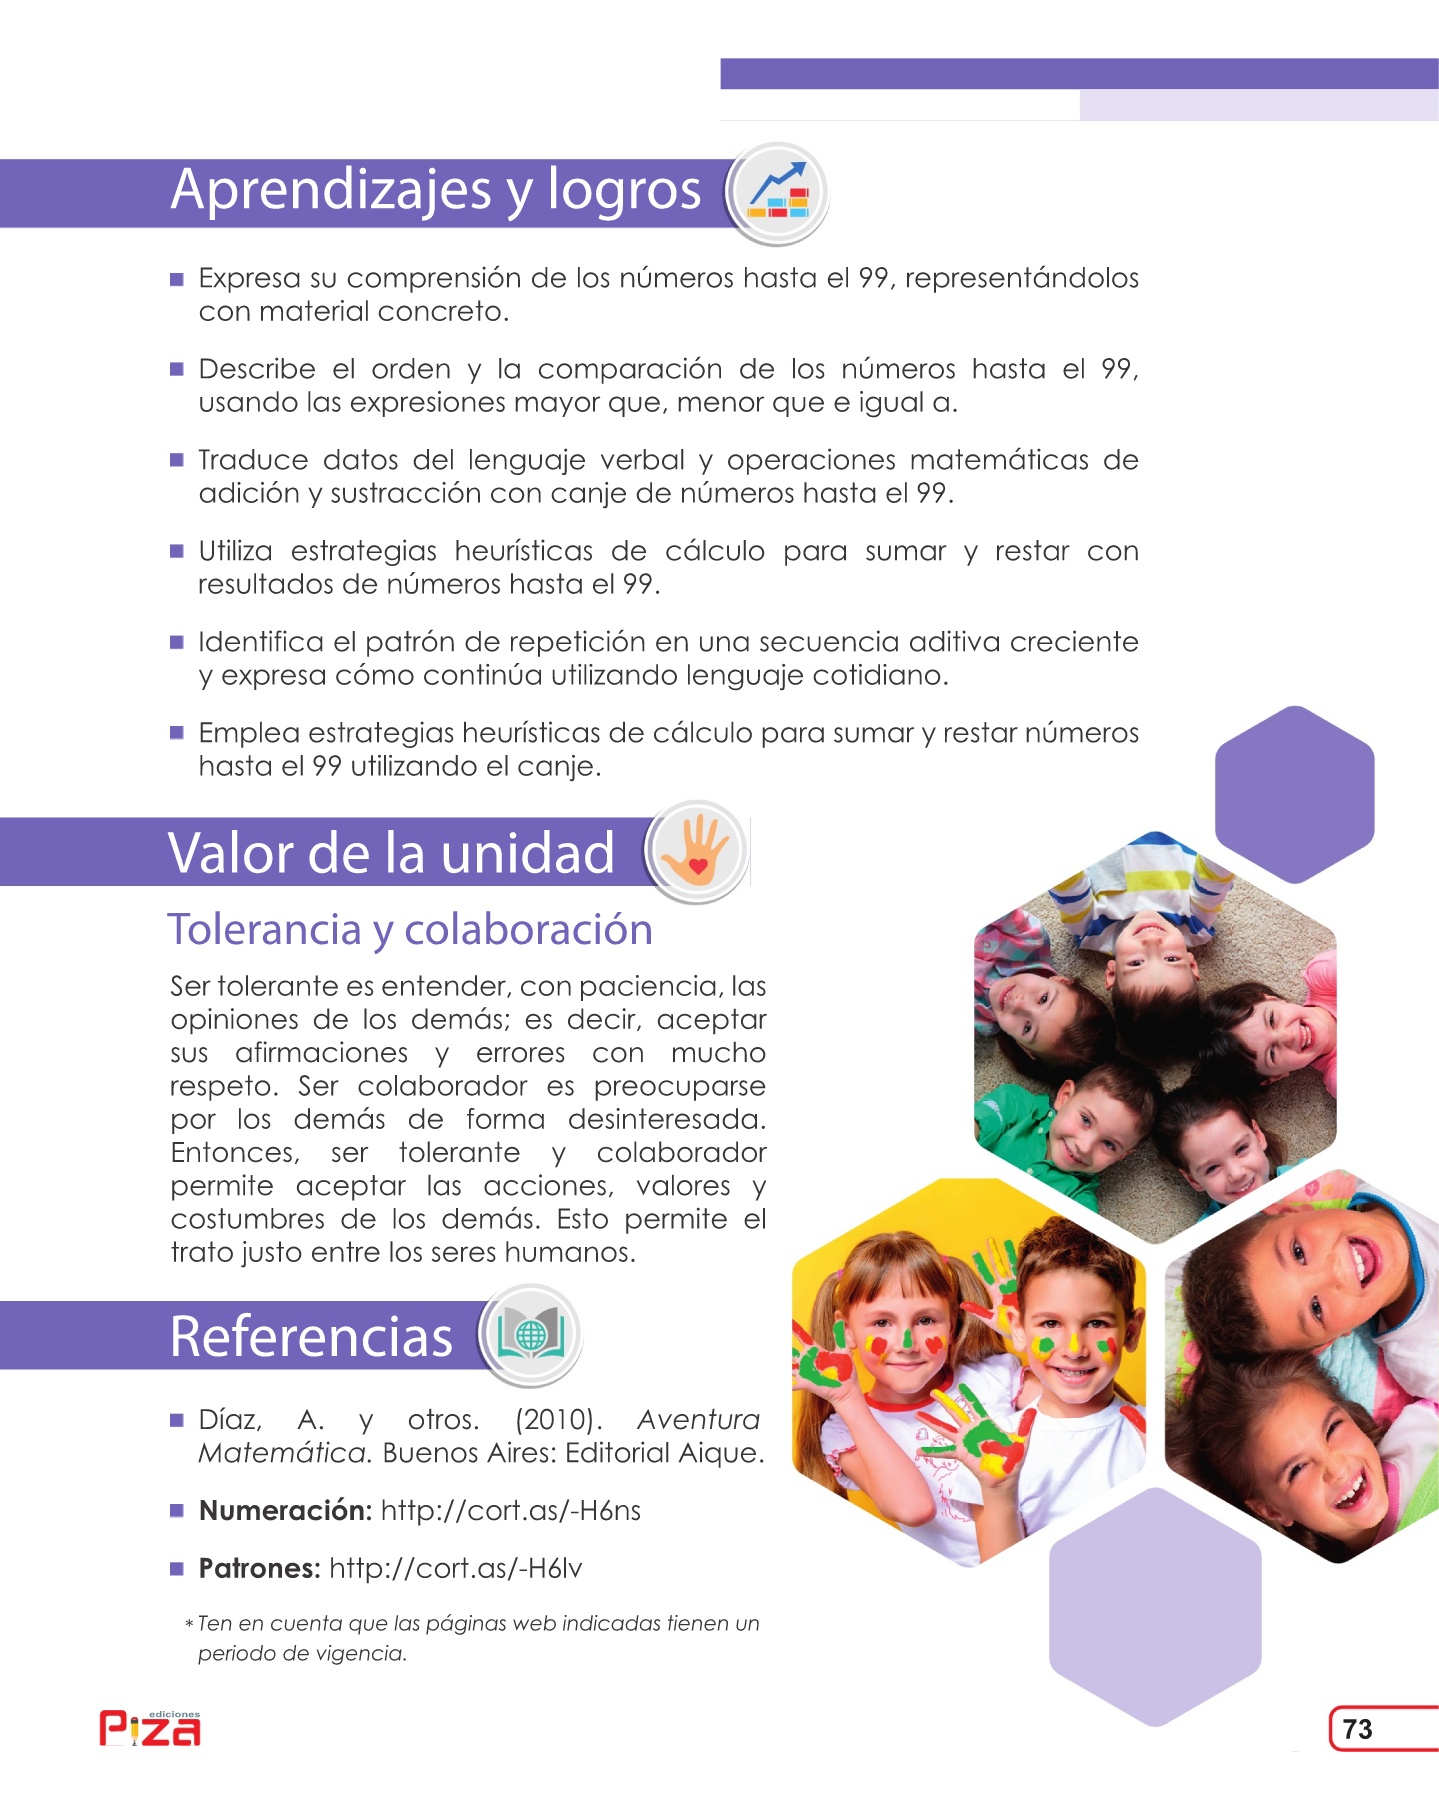 Aprendizajes y logros
Expresa su comprensión de los números hasta el 99, representándolos
con material concreto.
Describe el orden y la comparación de los números hasta el 99,
usando las expresiones mayor que, menor que e igual a.
Traduce datos del lenguaje verbal y operaciones matemáticas de
adición y sustracción con canje de números hasta el 99.
Utiliza estrategias heurísticas de cálculo para sumar y restar con
resultados de números hasta el 99.
Identifica el patrón de repetición en una secuencia aditiva creciente
y expresa cómo continúa utilizando lenguaje cotidiano.
Emplea estrategias heurísticas de cálculo para sumar y restar números
hasta el 99 utilizando el canje.
Valor de la unidad
Tolerancia y colaboración
Ser tolerante es entender, con paciencia, las
opiniones de los demás; es decir, aceptar
sus afirmaciones y errores con mucho
respeto. Ser colaborador es preocuparse
por los demás de forma desinteresada.
Entonces, ser tolerante y colaborador
permite aceptar las acciones, valores y
costumbres de los demás. Esto permite el
trato justo entre los seres humanos.
Referencias
Díaz, A. y otros. (2010). Aventura
Matemática. Buenos Aires: Editorial Aique.
Numeración: http://cort.as/-H6ns
Patrones: http://cort.as/-H6lv
* Ten en cuenta que las páginas web indicadas tienen un
periodo de vigencia.
ediciones
Piza
73